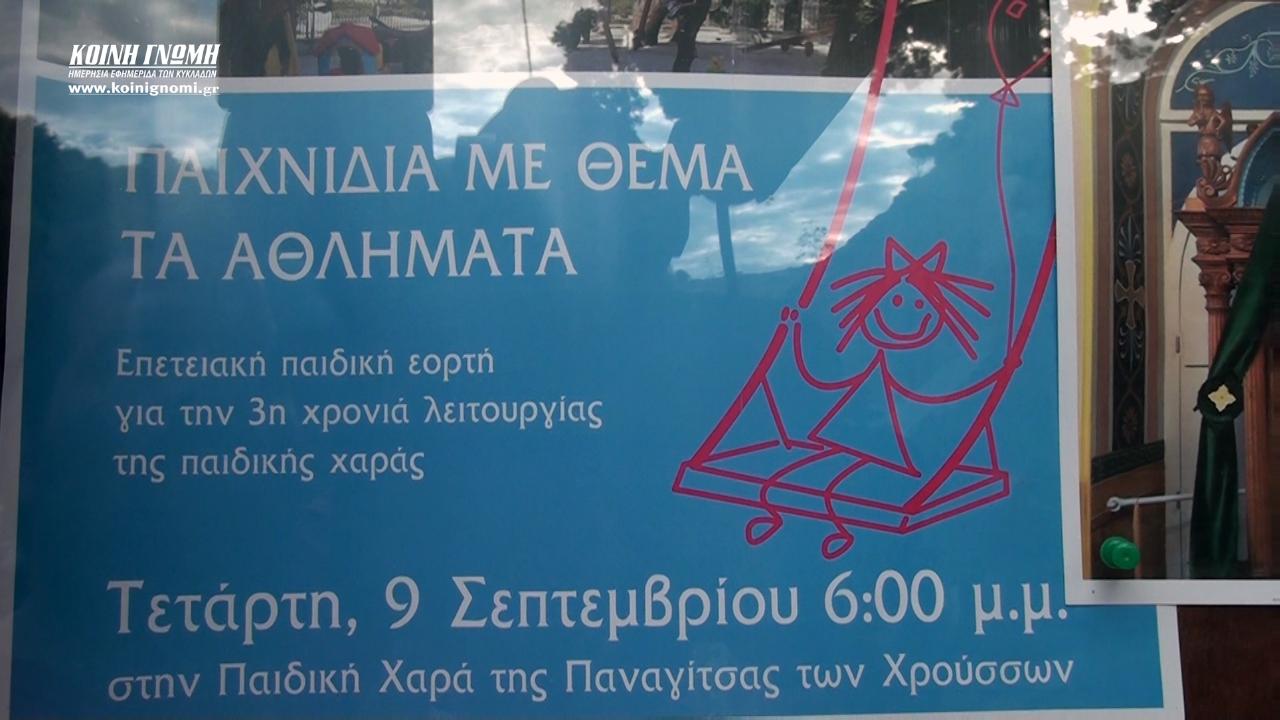 ΚΟΙΝΗ ΓΝΩΜΗ
ΗΜΕΡΗΣΙΑ ΕΦΗΜΕΡΙΔΑ ΤΩΝ ΚΥΚΛΑΔΩΝ
www.koinignomi.gr
ΠΑΙΧΝΙΔΙΑ ΜΕ ΘΕΜΑ
ΤΑ ΑΘΛΗΜΑΤΑ
Επετειακή παιδική εορτή
για την 3η χρονιά λειτουργίας
της παιδικής χαράς
Τετάρτη, 9 Σεπτεμβρίου 6:00 μ.μ.
στην Παιδική Χαρά της Παναγίτσας των Χρούσσων